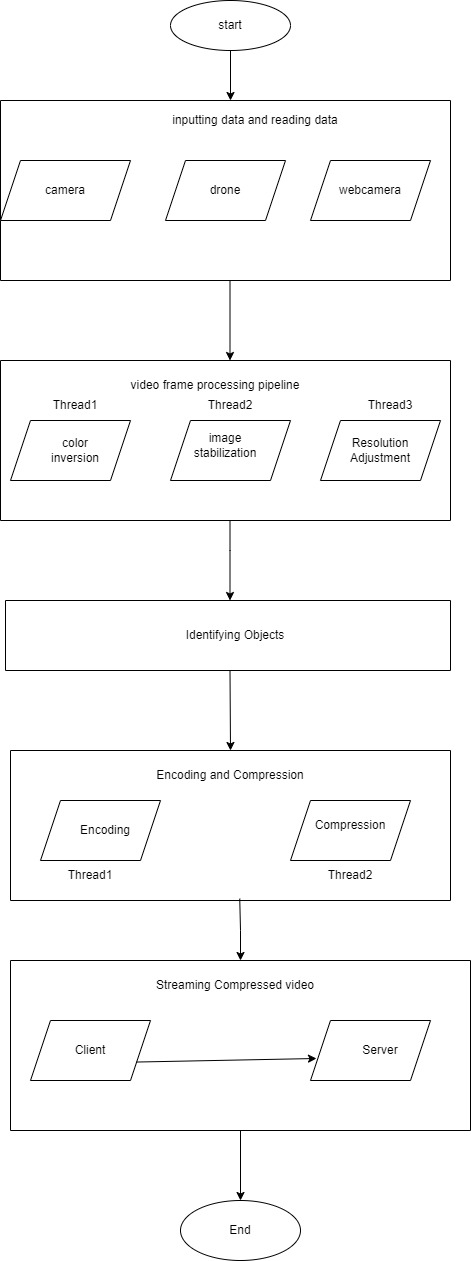 start
inputting data and reading data
camera
drone
webcamera
video frame processing pipeline
Thread1
Thread2
Thread3
color
inversion
image
stabilization
Resolution
Adjustment
Identifying Objects
Encoding and Compression
Encoding
Compression
Thread1
Thread2
Streaming Compressed video
Client
Server
End